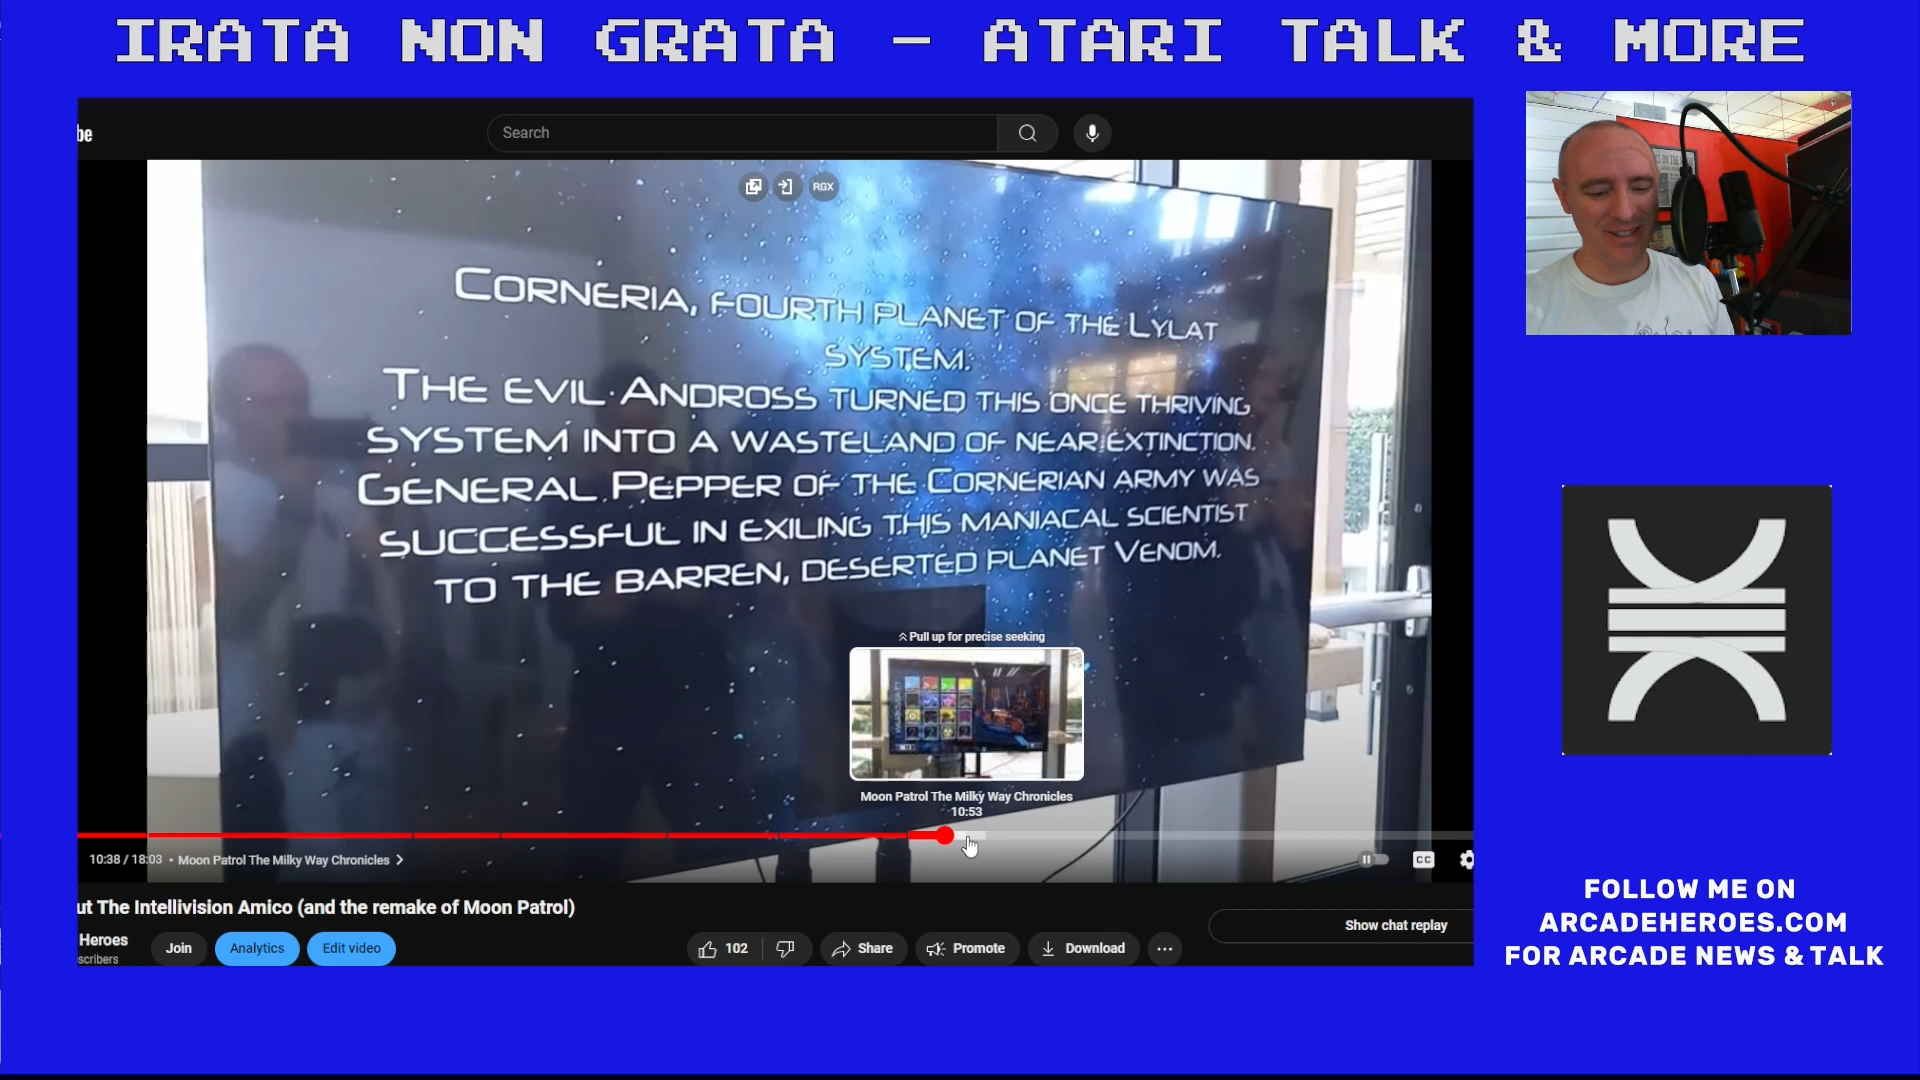 IRATA NON GRATA - ATARI TALK & MORE
be
Search
RGX
CORNERIA, FOURTH PLANET OF THE LYLAT
SYSTEM.
THE EVIL ANDROSS TURNED THIS ONCE THRIVING
SYSTEM INTO A WASTELAND OF NEAR EXTINCTION.
GENERAL PEPPER OF THE CORNERIAN ARMY WAS
SUCCESSFUL IN EXILING THIS MANIACAL SCIENTIST
TO THE BARREN, DESERTED PLANET VENOM.
Pull up for precise seeking
Moon Patrol The Milky Way Chronicles
10:53
10:38 / 18:03 • Moon Patrol The Milky Way Chronicles
CC
ut The Intellivision Amico (and the remake of Moon Patrol)
Show chat replay
Heroes
scribers
Join
Analytics
Edit video
102
Share
Promote
Download
FOLLOW ME ON
ARCADEHEROES.COM
FOR ARCADE NEWS & TALK